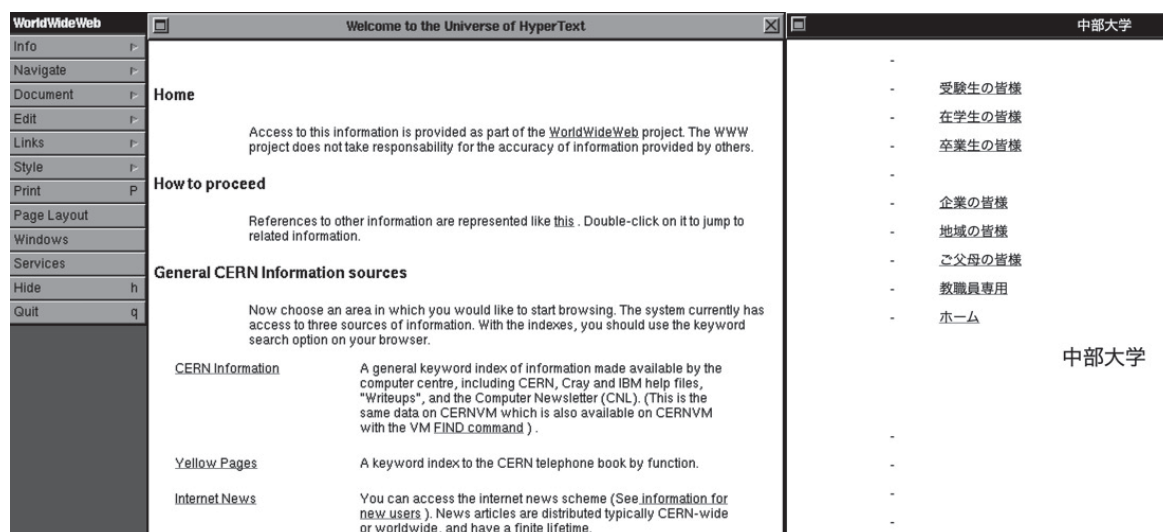 WorldWideWeb
Info
Navigate
Document
Edit
Links
Style
Print P
Page Layout
Windows
Services
Hide h
Quit q
Welcome to the Universe of HyperText
Home
Access to this information is provided as part of the WorldWideWeb project. The WWW
project does not take responsability for the accuracy of information provided by others.
How to proceed
References to other information are represented like this . Double-click on it to jump to
related information.
General CERN Information sources
Now choose an area in which you would like to start browsing. The system currently has
access to three sources of information. With the indexes, you should use the keyword
search option on your browser.
CERN Information
A general keyword index of information made available by the
computer centre, including CERN, Cray and IBM help files,
"Writeups", and the Computer Newsletter (CNL). (This is the
same data on CERNVM which is also available on CERNVM
with the VM FIND command ) .
Yellow Pages
A keyword index to the CERN telephone book by function.
Internet News
You can access the internet news scheme (See information for
new users ). News articles are distributed typically CERN-wide
or worldwide, and have a finite lifetime.
中部大学
-
- 受験生の皆様
- 在学生の皆様
- 卒業生の皆様
-
- 企業の皆様
- 地域の皆様
- ご父母の皆様
- 教職員専用
- ホーム
中部大学
-
-
-
-